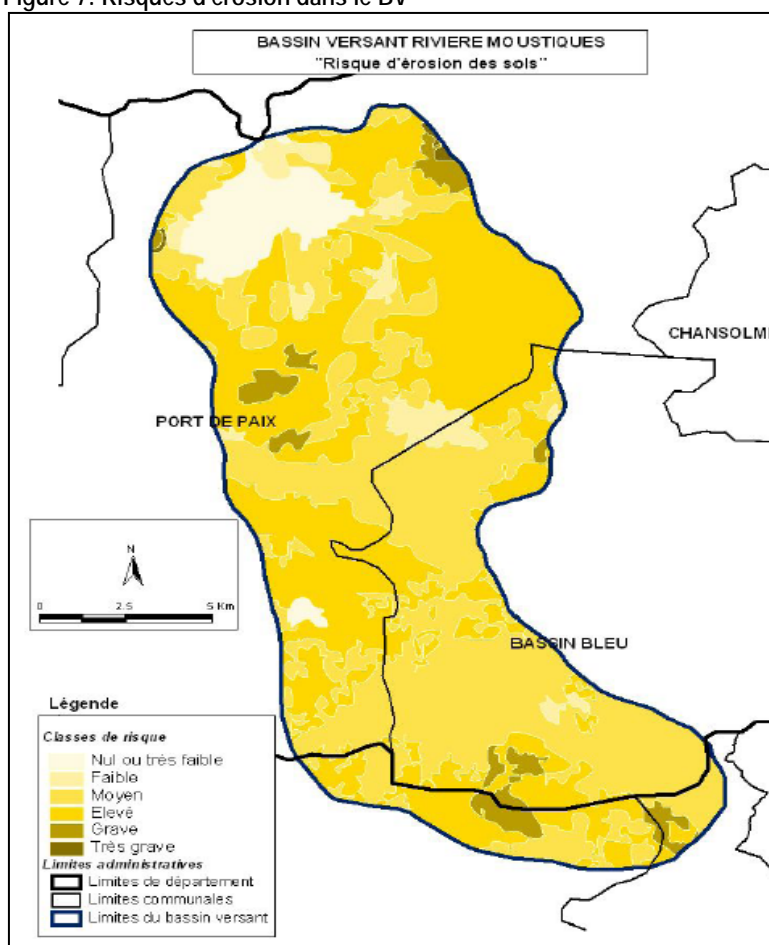 Figure 7. Risques d'érosion dans le BV
BASSIN VERSANT RIVIERE MOUSTIQUES
"Risque d'érosion des sols"
CHANSOLME
PORT DE PAIX
N
0 2.5 5 Km
BASSIN BLEU
Légende
Classes de risque
Nul ou très faible
Faible
Moyen
Elevé
Grave
Très grave
Limites administratives
Limites de département
Limites communales
Limites du bassin versant